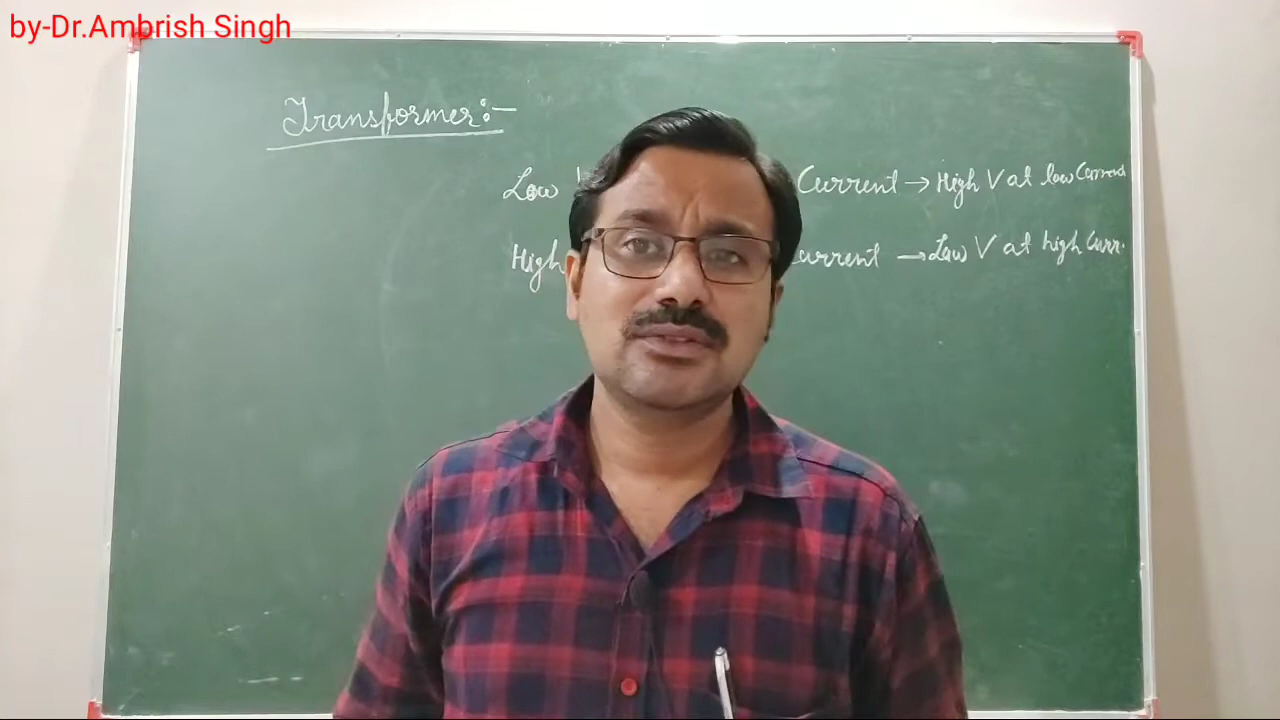 by-Dr.Ambrish Singh
Transformer:-
Low Current → High V at low Current
High Current → Low V at high Curr.